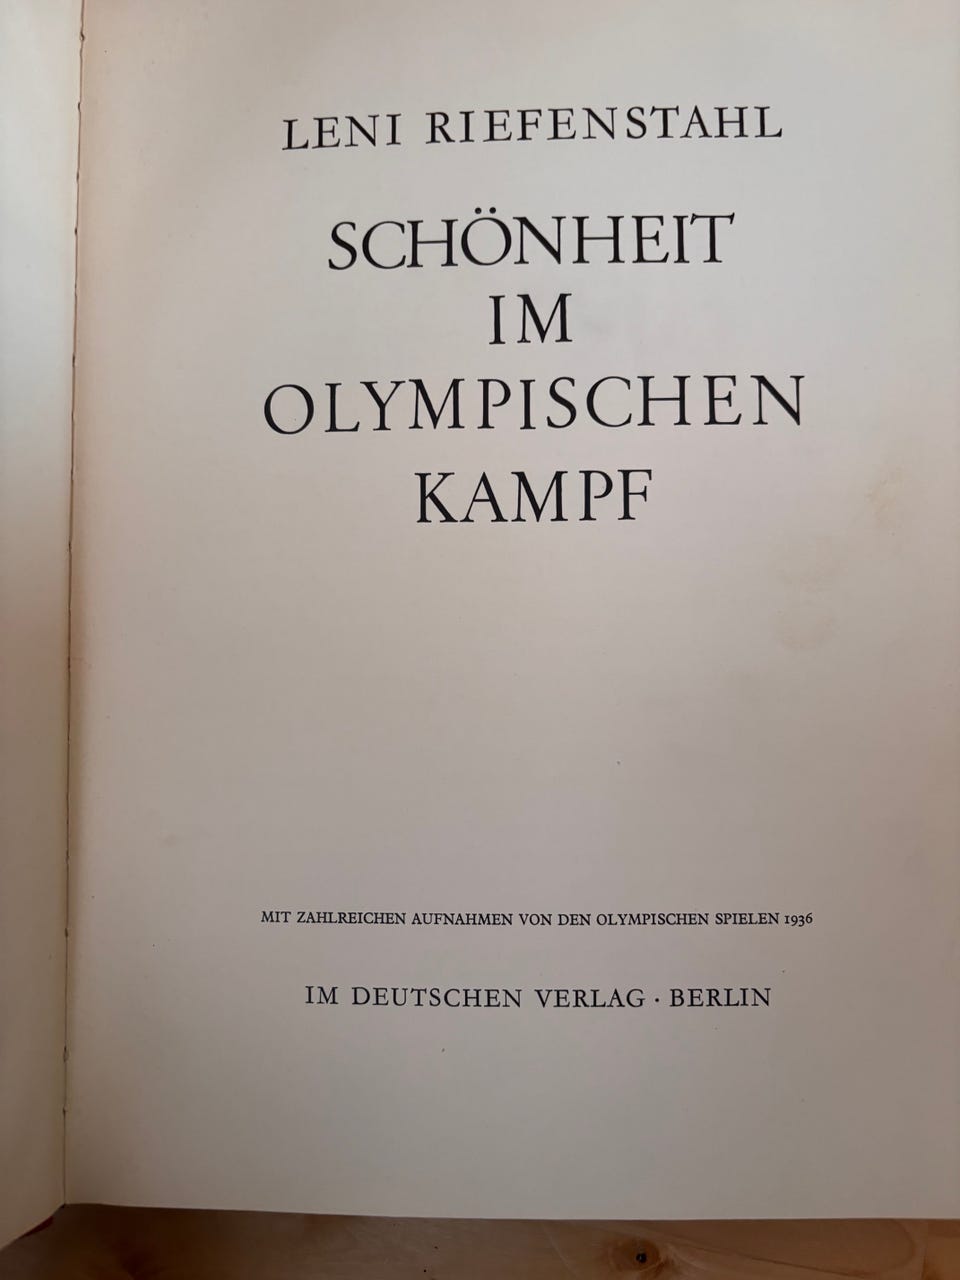 LENI RIEFENSTAHL
SCHÖNHEIT
IM
OLYMPISCHEN
KAMPF
MIT ZAHLREICHEN AUFNAHMEN VON DEN OLYMPISCHEN SPIELEN 1936
IM DEUTSCHEN VERLAG · BERLIN